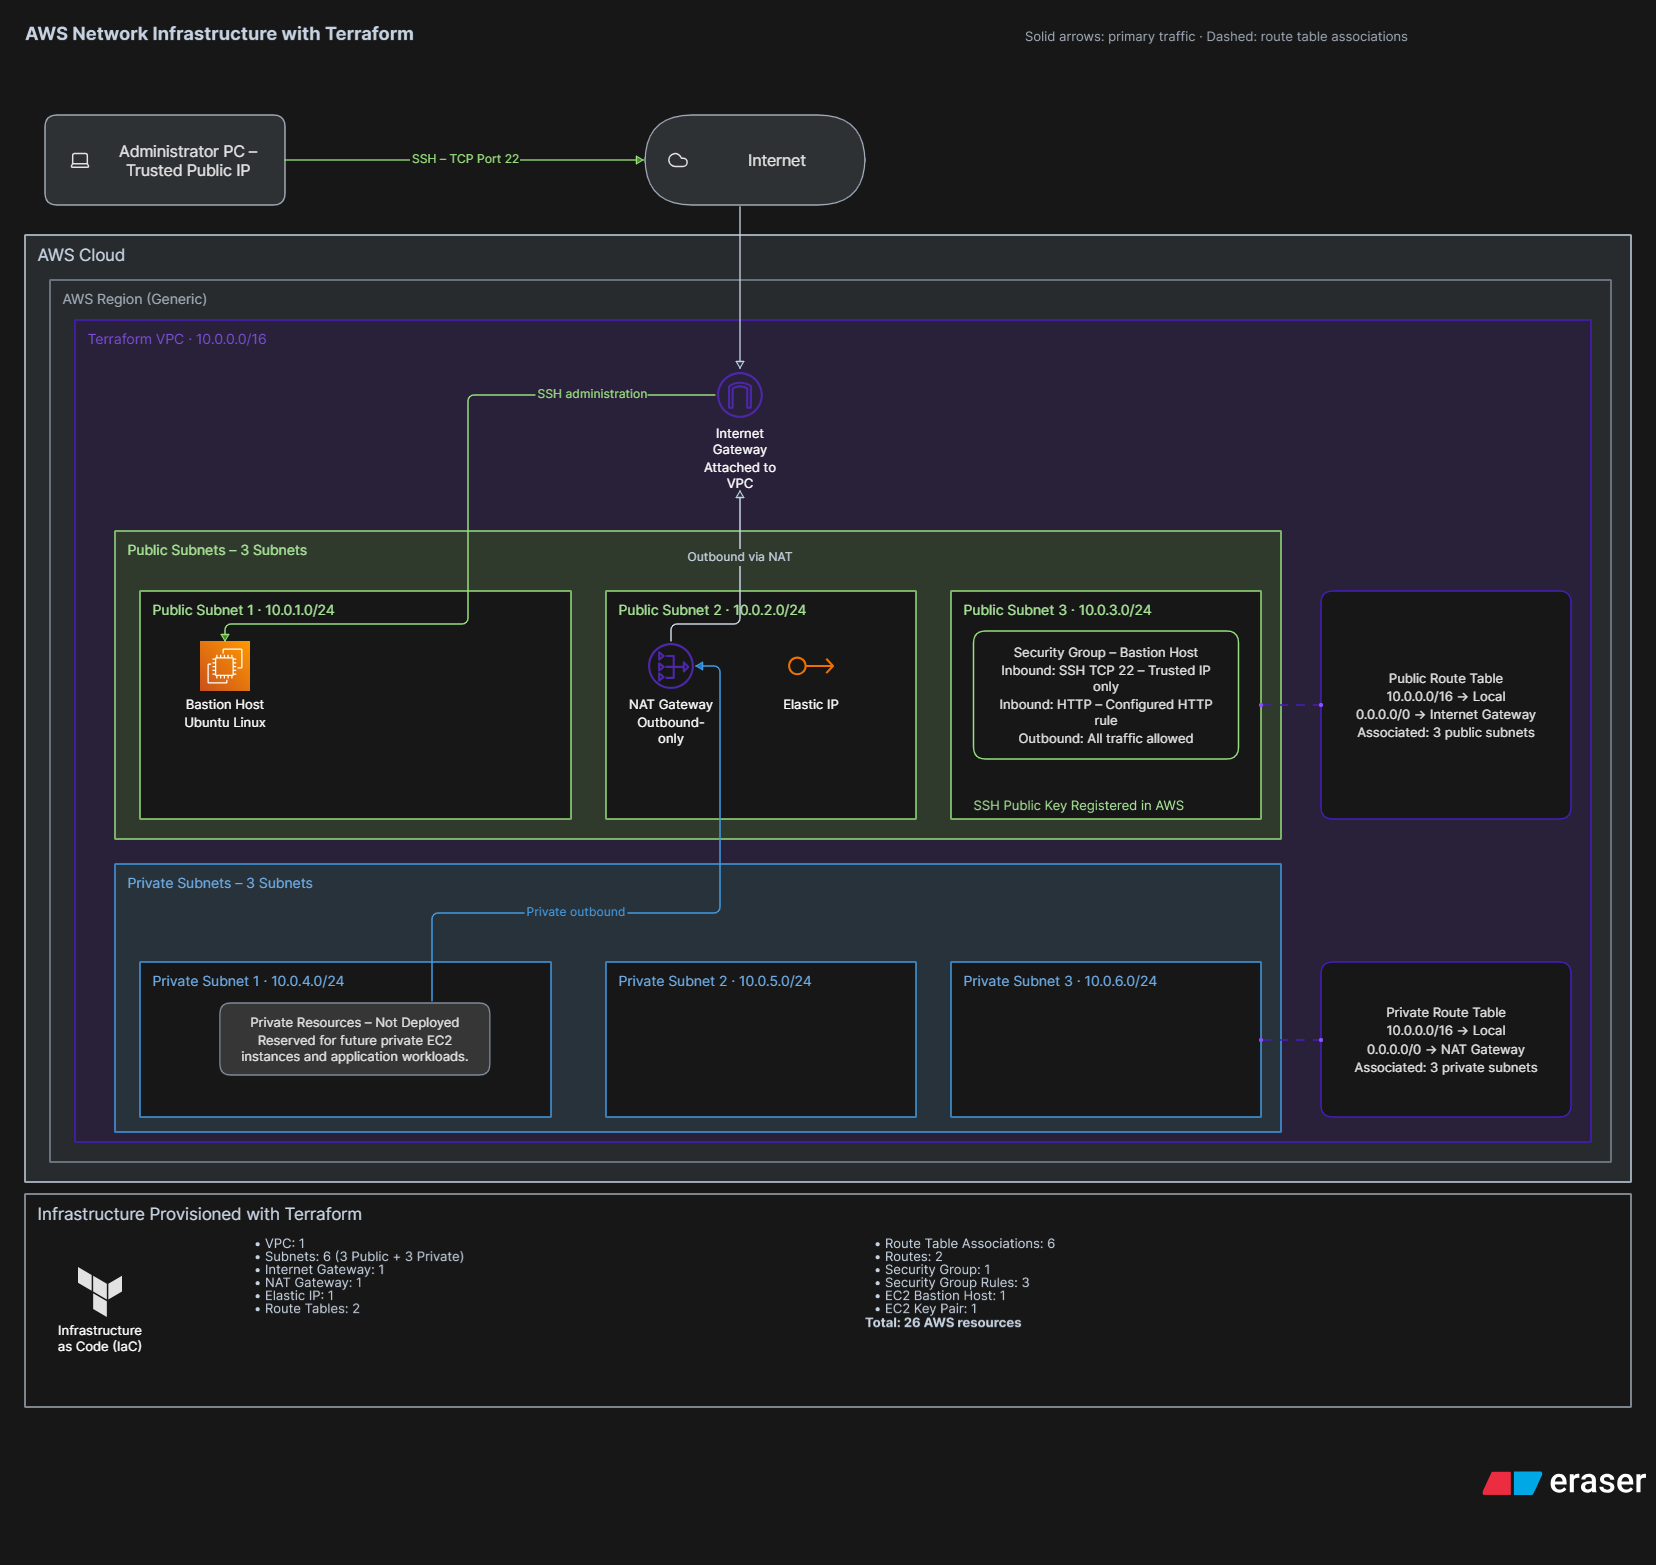 AWS Network Infrastructure with Terraform
Solid arrows: primary traffic · Dashed: route table associations
Administrator PC –
Trusted Public IP
SSH – TCP Port 22
Internet
AWS Cloud
AWS Region (Generic)
Terraform VPC · 10.0.0.0/16
SSH administration
Internet
Gateway
Attached to
VPC
Public Subnets – 3 Subnets
Outbound via NAT
Public Subnet 1 · 10.0.1.0/24
Bastion Host
Ubuntu Linux
Public Subnet 2 · 10.0.2.0/24
NAT Gateway
Outbound-
only
Elastic IP
Public Subnet 3 · 10.0.3.0/24
Security Group – Bastion Host
Inbound: SSH TCP 22 – Trusted IP
only
Inbound: HTTP – Configured HTTP
rule
Outbound: All traffic allowed
SSH Public Key Registered in AWS
Public Route Table
10.0.0.0/16 → Local
0.0.0.0/0 → Internet Gateway
Associated: 3 public subnets
Private Subnets – 3 Subnets
Private outbound
Private Subnet 1 · 10.0.4.0/24
Private Resources – Not Deployed
Reserved for future private EC2
instances and application workloads.
Private Subnet 2 · 10.0.5.0/24
Private Subnet 3 · 10.0.6.0/24
Private Route Table
10.0.0.0/16 → Local
0.0.0.0/0 → NAT Gateway
Associated: 3 private subnets
Infrastructure Provisioned with Terraform
Infrastructure
as Code (IaC)
• VPC: 1
• Subnets: 6 (3 Public + 3 Private)
• Internet Gateway: 1
• NAT Gateway: 1
• Elastic IP: 1
• Route Tables: 2
• Route Table Associations: 6
• Routes: 2
• Security Group: 1
• Security Group Rules: 3
• EC2 Bastion Host: 1
• EC2 Key Pair: 1
Total: 26 AWS resources
eraser